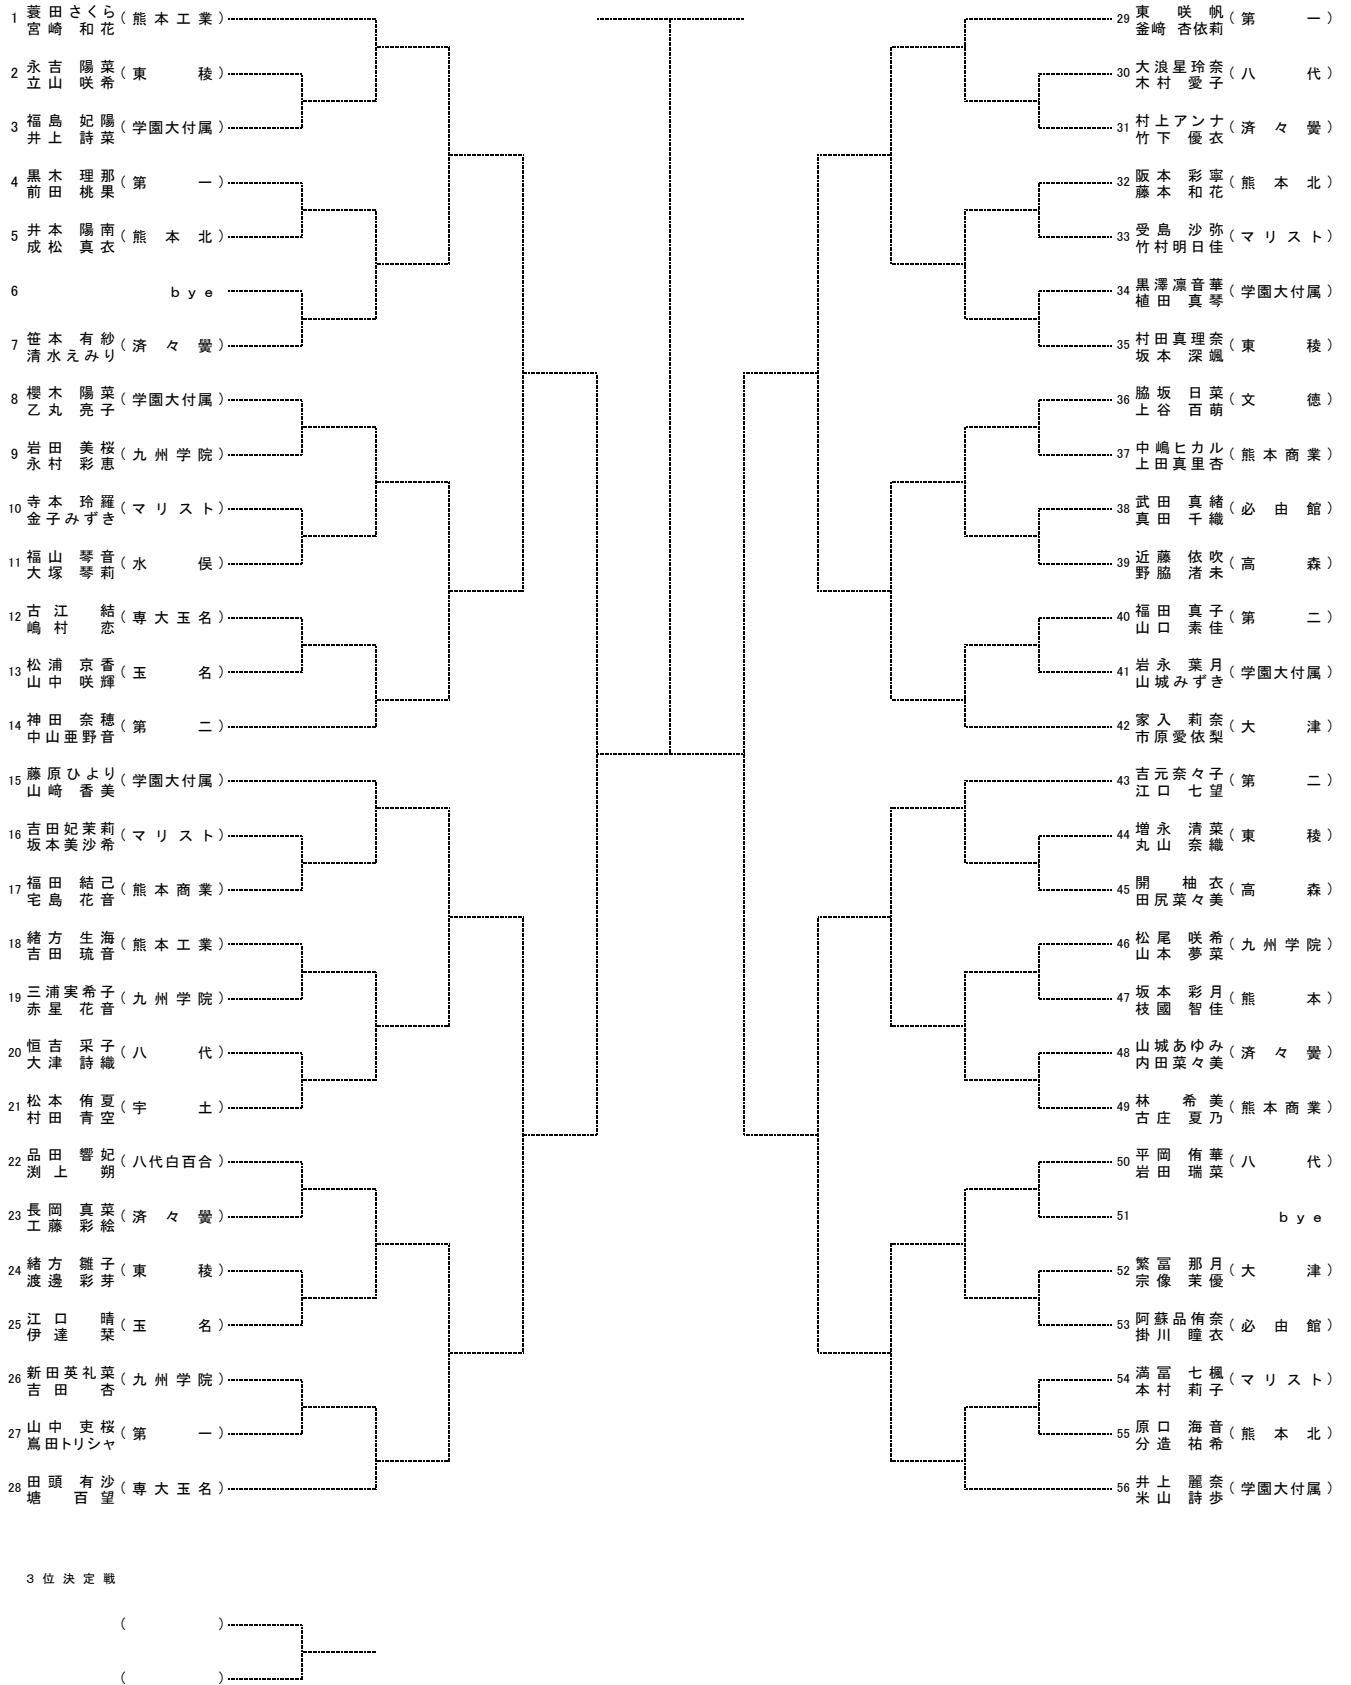 1 蓑田さくら (熊本工業)
宮崎 和花
2 永吉 陽菜 (東稜)
立山 咲希
3 福島 妃陽 (学園大付属)
井上 詩菜
4 黒木 理那 (第一)
前田 桃果
5 井本 陽南 (熊本北)
成松 真衣
6 bye
7 笹本 有紗 (済々黌)
清水えみり
8 櫻木 陽菜 (学園大付属)
乙丸 亮子
9 岩田 美桜 (九州学院)
永村 彩恵
10 寺本 玲羅 (マリスト)
金子みずき
11 福山 琴音 (水俣)
大塚 琴莉
12 古江 結 (専大玉名)
嶋村 恋
13 松浦 京香 (玉名)
山中 咲輝
14 神田 奈穂 (第二)
中山亜野音
15 藤原ひより (学園大付属)
山﨑 香美
16 吉田妃茉莉 (マリスト)
坂本美沙希
17 福田 結己 (熊本商業)
宅島 花音
18 緒方 生海 (熊本工業)
吉田 琉音
19 三浦実希子 (九州学院)
赤星 花音
20 恒吉 采子 (八代)
大津 詩織
21 松本 侑夏 (宇土)
村田 青空
22 品田 響妃 (八代白百合)
渕上 朔
23 長岡 真菜 (済々黌)
工藤 彩絵
24 緒方 雛子 (東稜)
渡邊 彩芽
25 江口 晴 (玉名)
伊達 栞
26 新田英礼菜 (九州学院)
吉田 杏
27 山中 吏桜 (第一)
嶌田トリシャ
28 田頭 有沙 (専大玉名)
塘 百望
29 東 咲帆 (第一)
釜﨑 杏依莉
30 大浪星玲奈 (八代)
木村 愛子
31 村上アンナ (済々黌)
竹下 優衣
32 阪本 彩寧 (熊本北)
藤本 和花
33 受島 沙弥 (マリスト)
竹村明日佳
34 黒澤凛音華 (学園大付属)
植田 真琴
35 村田真理奈 (東稜)
坂本 深颯
36 脇坂 日菜 (文徳)
上谷 百萌
37 中嶋ヒカル (熊本商業)
上田真里杏
38 武田 真緒 (必由館)
真田 千織
39 近藤 依吹 (高森)
野脇 渚未
40 福田 真子 (第二)
山口 素佳
41 岩永 葉月 (学園大付属)
山城みずき
42 家入 莉奈 (大津)
市原愛依梨
43 吉元奈々子 (第二)
江口 七望
44 増永 清菜 (東稜)
丸山 奈織
45 開 柚衣 (高森)
田尻菜々美
46 松尾 咲希 (九州学院)
山本 夢菜
47 坂本 彩月 (熊本)
枝國 智佳
48 山城あゆみ (済々黌)
内田菜々美
49 林 希美 (熊本商業)
古庄 夏乃
50 平岡 侑華 (八代)
岩田 瑞菜
51 bye
52 繁冨 那月 (大津)
宗像 茉優
53 阿蘇品侑奈 (必由館)
掛川 瞳衣
54 満冨 七楓 (マリスト)
本村 莉子
55 原口 海音 (熊本北)
分造 祐希
56 井上 麗奈 (学園大付属)
米山 詩歩
3位決定戦
( )
( )